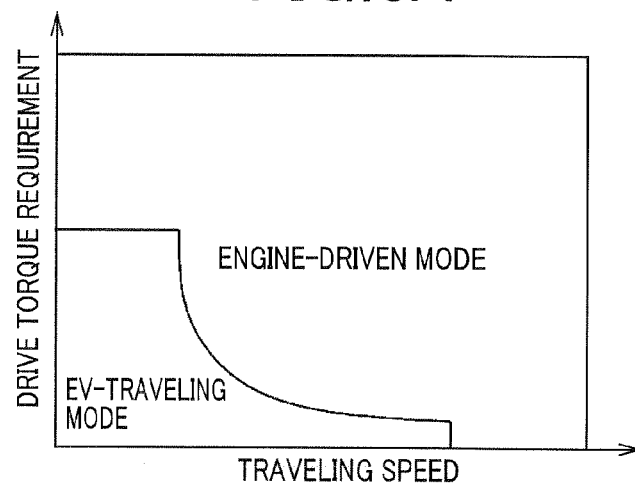 DRIVE TORQUE REQUIREMENT
ENGINE-DRIVEN MODE
EV-TRAVELING
MODE
TRAVELING SPEED